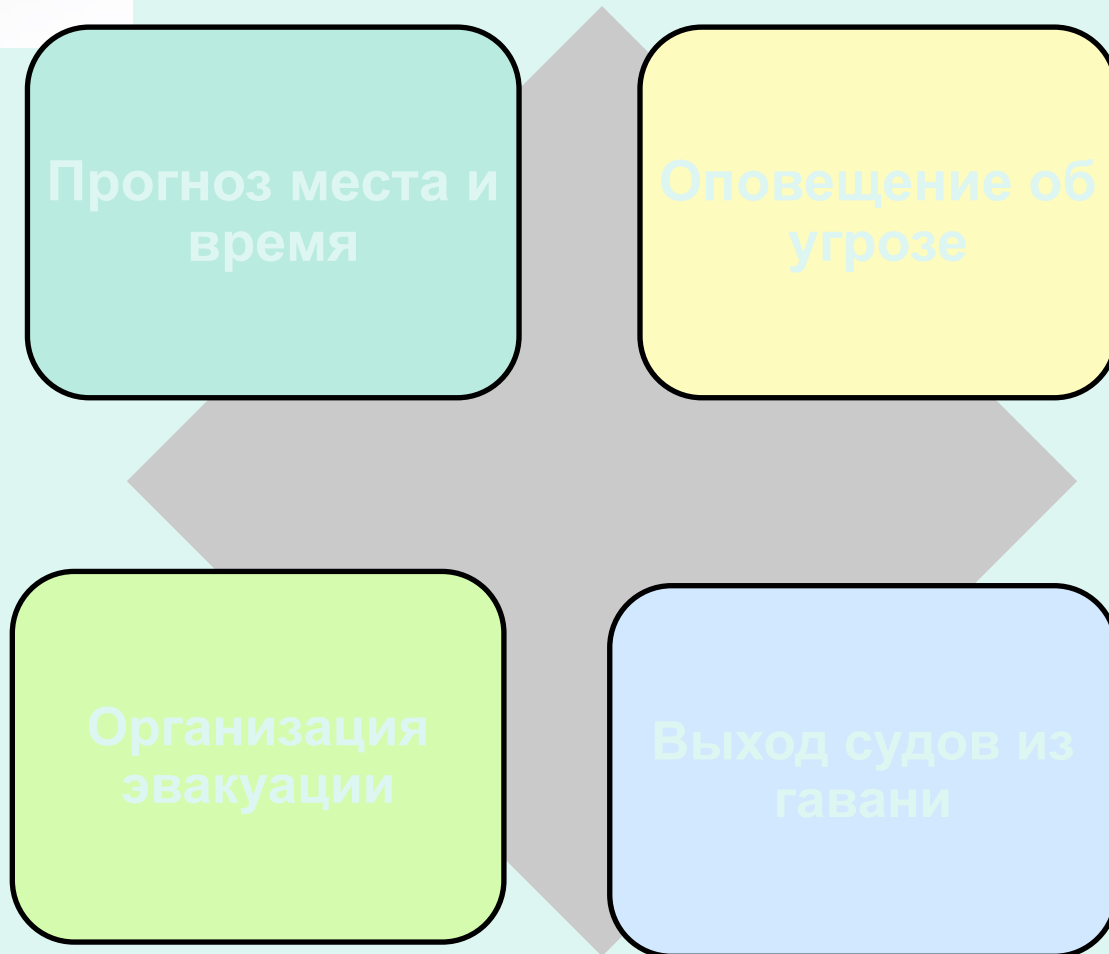 Прогноз места и
время
Оповещение об
угрозе
Организация
эвакуации
Выход судов из
гавани